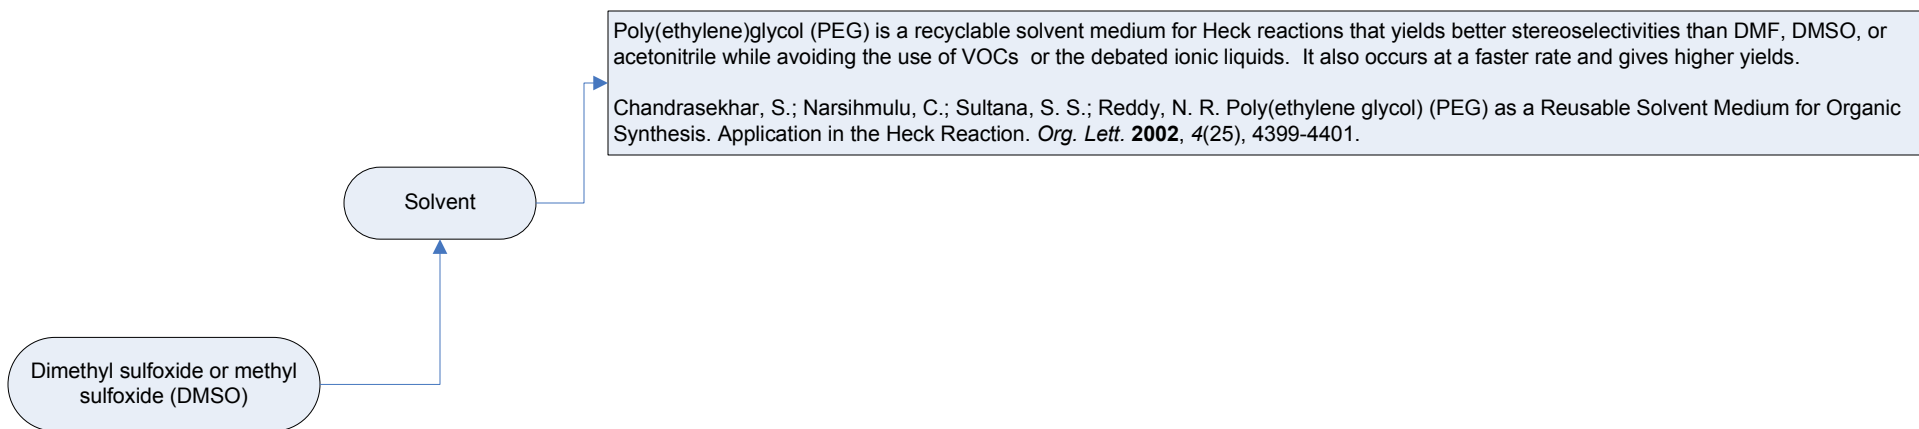 Poly(ethylene)glycol (PEG) is a recyclable solvent medium for Heck reactions that yields better stereoselectivities than DMF, DMSO, or
acetonitrile while avoiding the use of VOCs  or the debated ionic liquids.  It also occurs at a faster rate and gives higher yields.
Chandrasekhar, S.; Narsihmulu, C.; Sultana, S. S.; Reddy, N. R. Poly(ethylene glycol) (PEG) as a Reusable Solvent Medium for Organic
Synthesis. Application in the Heck Reaction. Org. Lett. 2002, 4(25), 4399-4401.
Solvent
Dimethyl sulfoxide or methyl
sulfoxide (DMSO)